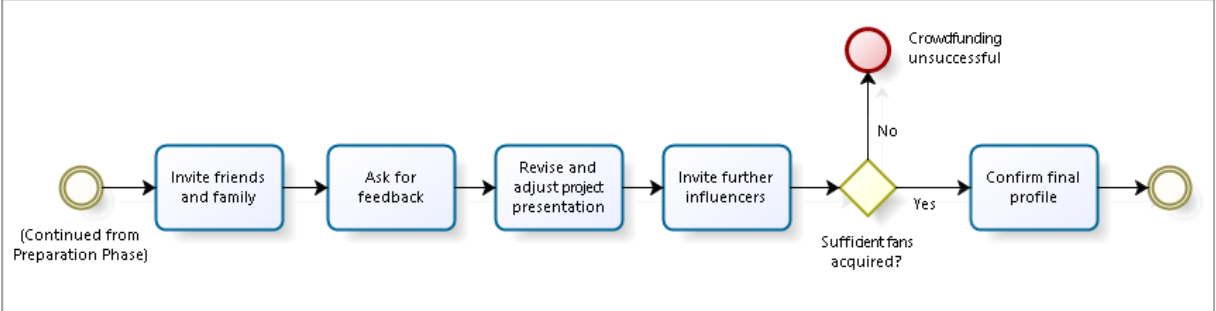 Crowdfunding
unsuccessful
No
Invite friends
and family
Ask for
feedback
Revise and
adjust project
presentation
Invite further
influencers
Confirm final
profile
Yes
(Continued from
Preparation Phase)
Sufficient fans
acquired?